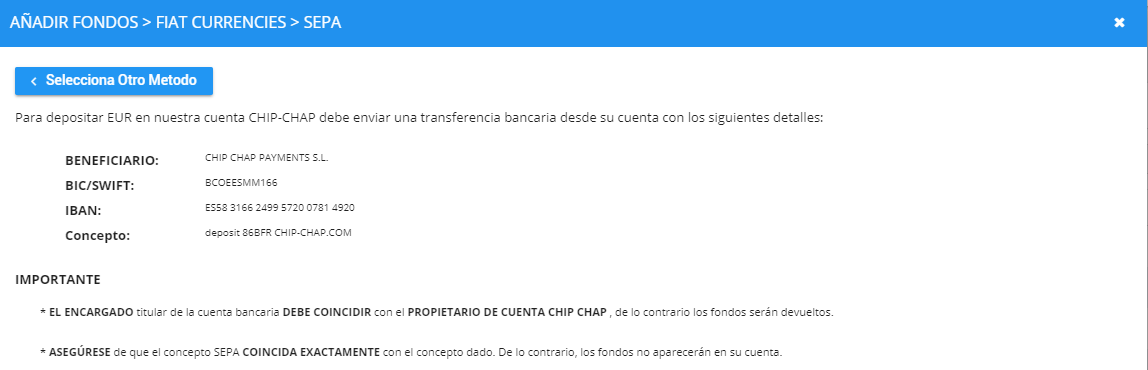 AÑADIR FONDOS > FIAT CURRENCIES > SEPA
Selecciona Otro Metodo
Para depositar EUR en nuestra cuenta CHIP-CHAP debe enviar una transferencia bancaria desde su cuenta con los siguientes detalles:
BENEFICIARIO: CHIP CHAP PAYMENTS S.L.
BIC/SWIFT: BCOEESMM166
IBAN: ES58 3166 2499 5720 0781 4920
Concepto: deposit 86BFR CHIP-CHAP.COM
IMPORTANTE
* EL ENCARGADO titular de la cuenta bancaria DEBE COINCIDIR con el PROPIETARIO DE CUENTA CHIP CHAP , de lo contrario los fondos serán devueltos.
* ASEGÚRESE de que el concepto SEPA COINCIDA EXACTAMENTE con el concepto dado. De lo contrario, los fondos no aparecerán en su cuenta.